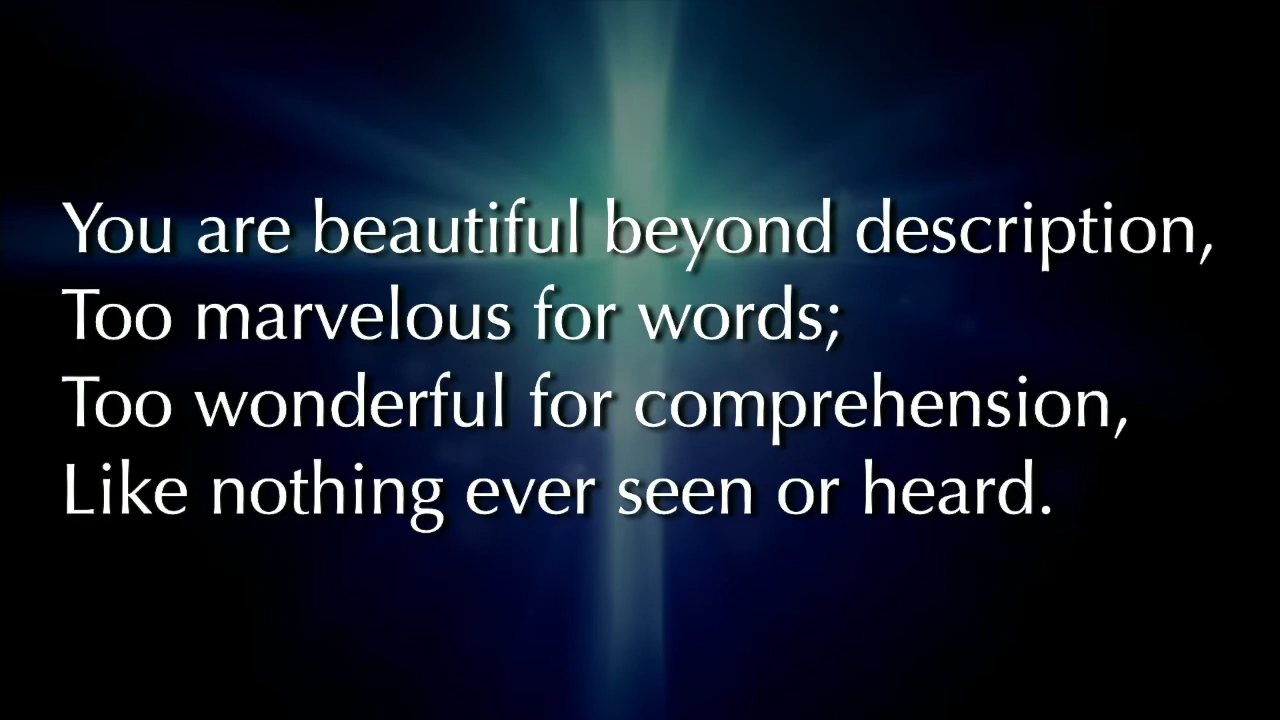 You are beautiful beyond description,
Too marvelous for words;
Too wonderful for comprehension,
Like nothing ever seen or heard.